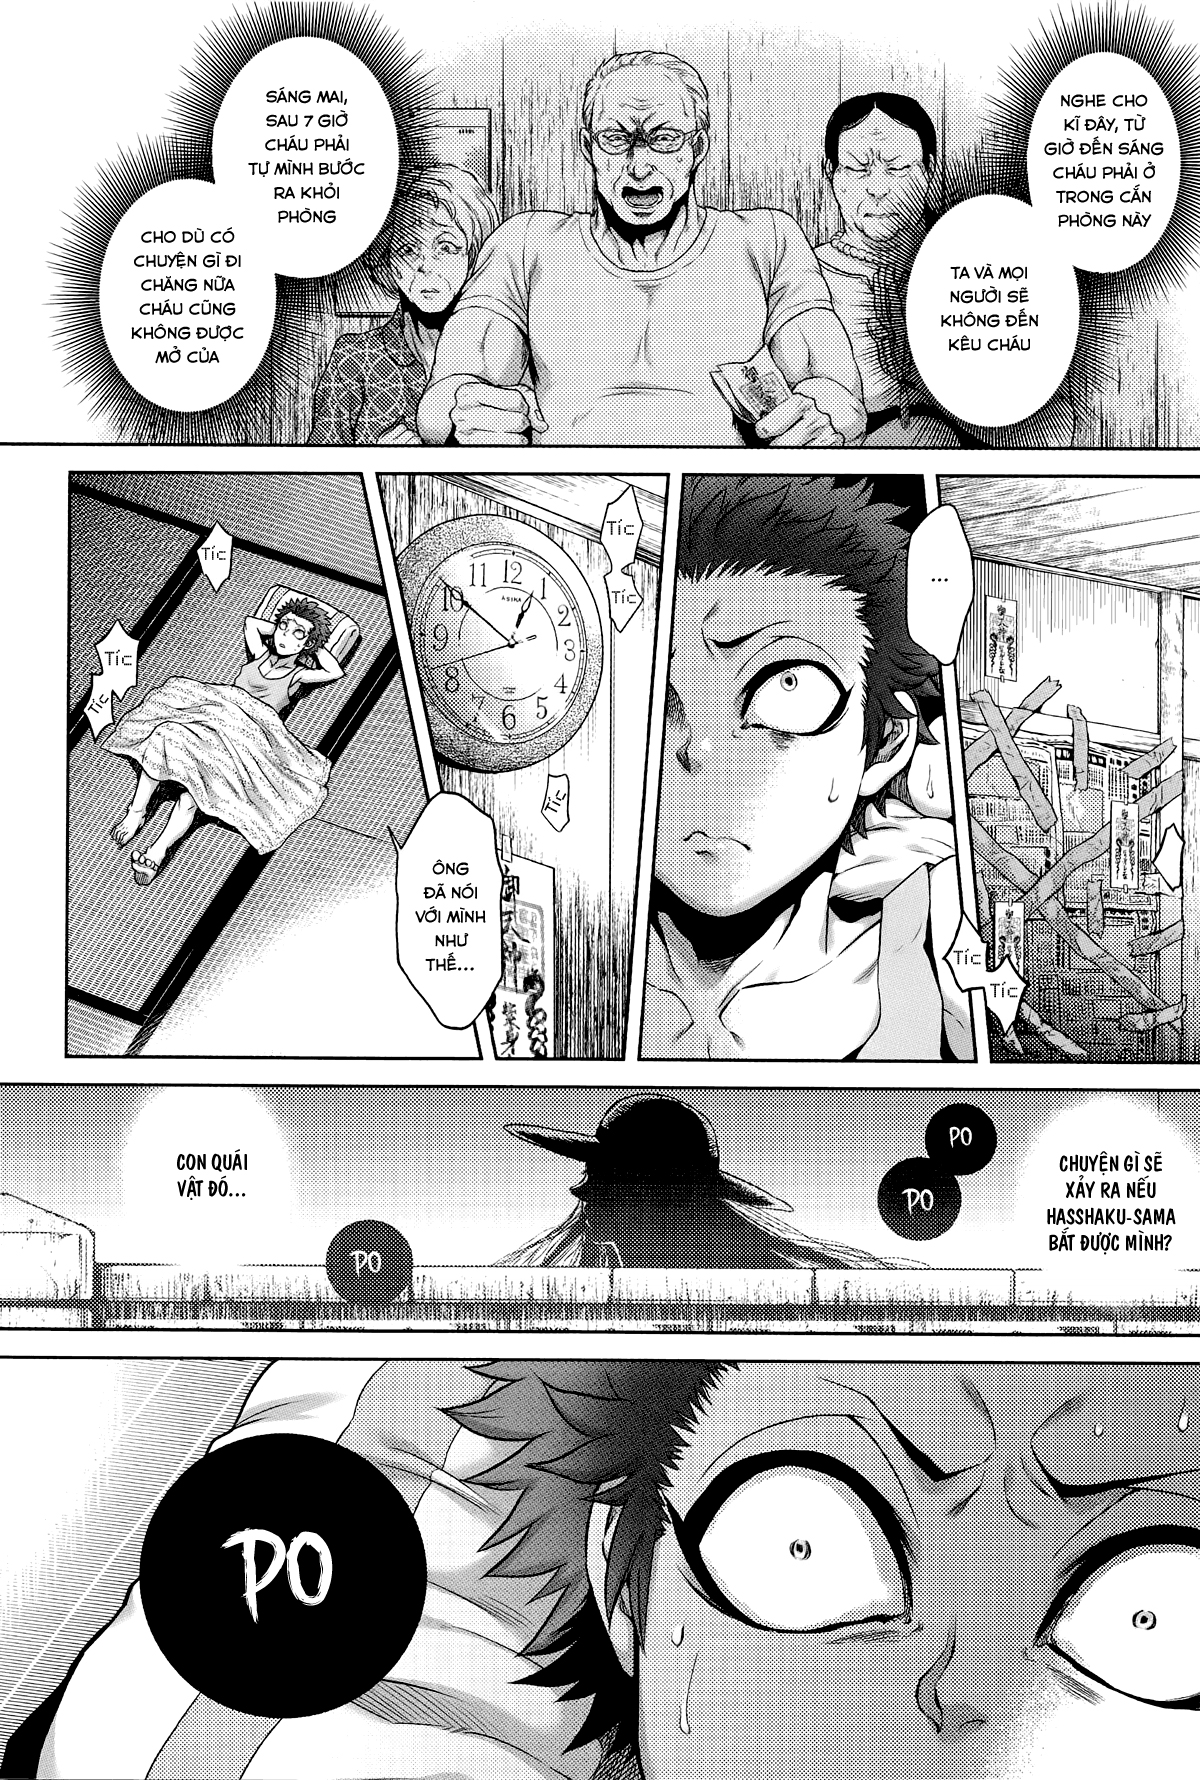 NGHE CHO
KĨ ĐÂY, TỪ
GIỜ ĐẾN SÁNG
CHÁU PHẢI Ở
TRONG CĂN
PHÒNG NÀY
TA VÀ MỌI
NGƯỜI SẼ
KHÔNG ĐẾN
KÊU CHÁU
SÁNG MAI,
SAU 7 GIỜ
CHÁU PHẢI
TỰ MÌNH BƯỚC
RA KHỎI
PHÒNG
CHO DÙ CÓ
CHUYỆN GÌ ĐI
CHĂNG NỮA
CHÁU CŨNG
KHÔNG ĐƯỢC
MỞ CỦA
Tíc
Tíc
...
Tíc
Tíc
Tíc
11 12 1
10
9 3
8 4
7 6 5
ÔNG
ĐÃ NÓI
VỚI MÌNH
NHƯ
THẾ...
御天神
Tíc
Tíc
Tíc
CHUYỆN GÌ SẼ
XẢY RA NẾU
HASSHAKU-SAMA
BẮT ĐƯỢC MÌNH?
PO
PO
PO
CON QUÁI
VẬT ĐÓ...
PO